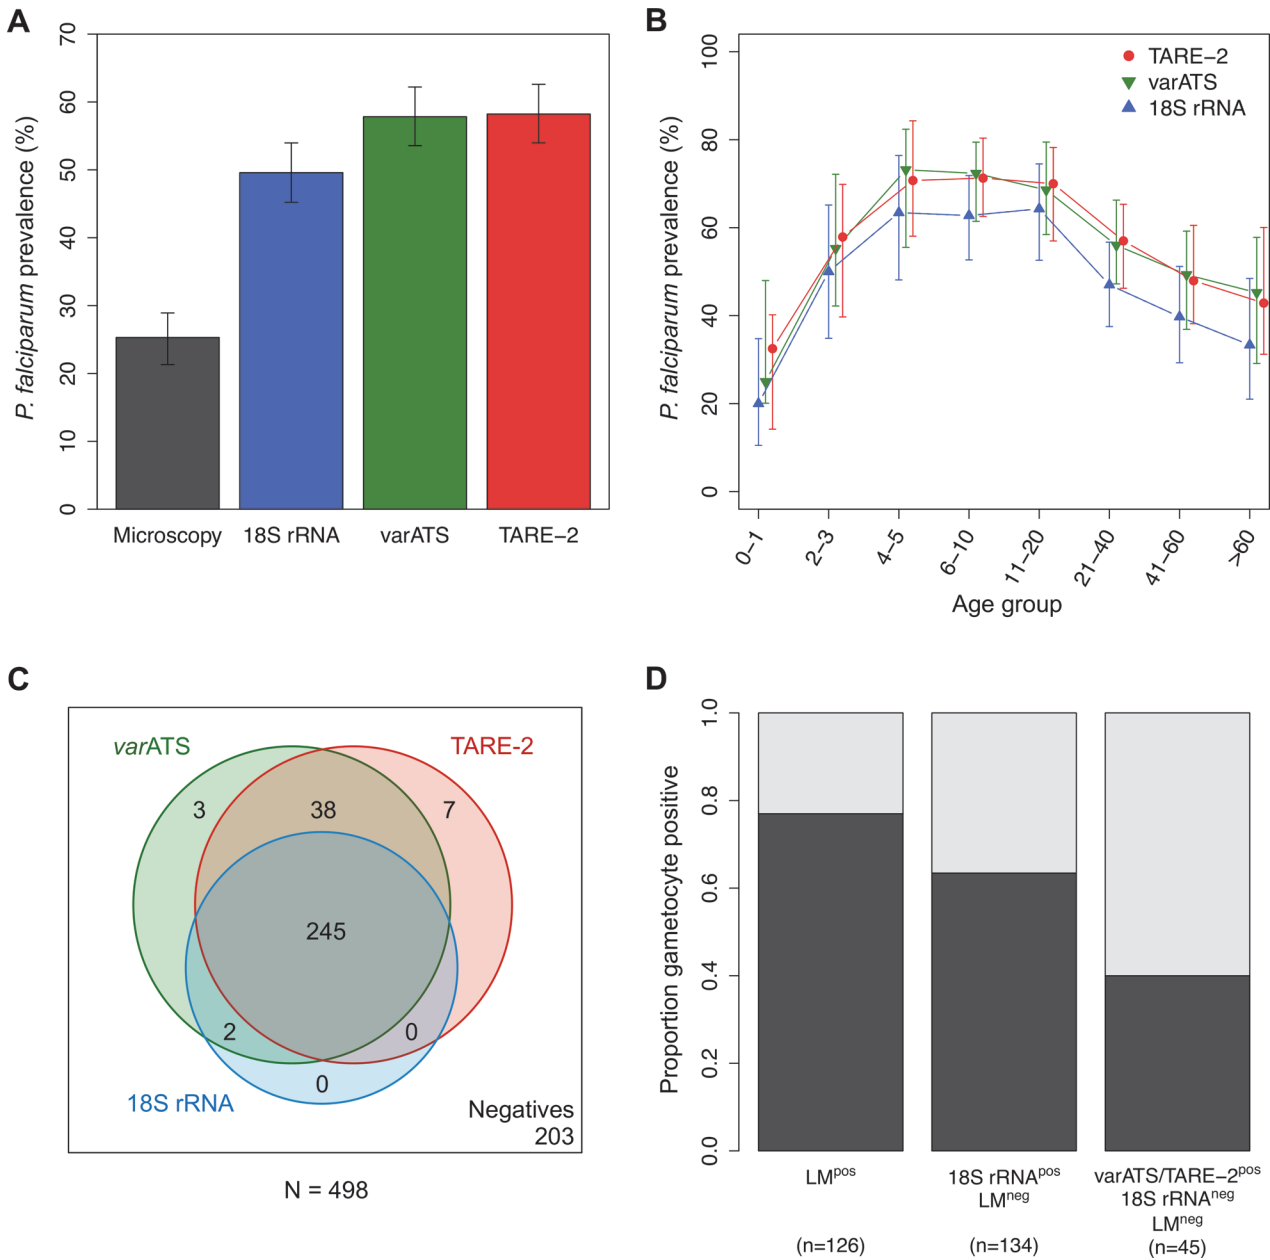 A
P. falciparum prevalence (%)
70
60
50
40
30
20
10
0
Microscopy
18S rRNA
varATS
TARE−2
B
P. falciparum prevalence (%)
100
80
60
40
20
0
TARE−2
varATS
18S rRNA
0−1
2−3
4−5
6−10
11−20
21−40
41−60
>60
Age group
C
varATS
TARE-2
3
38
7
245
2
0
0
18S rRNA
Negatives
203
N = 498
D
Proportion gametocyte positive
1.0
0.8
0.6
0.4
0.2
0.0
LMpos
(n=126)
18S rRNApos
LMneg
(n=134)
varATS/TARE−2pos
18S rRNAneg
LMneg
(n=45)